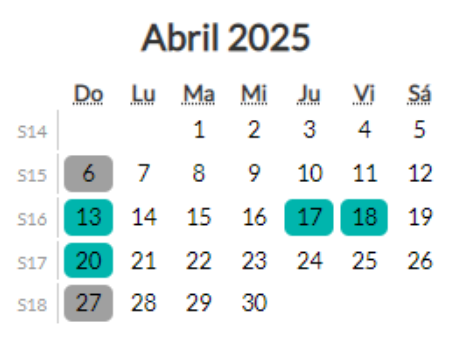 Abril 2025
Do Lu Ma Mi Ju Vi Sá
S14 1 2 3 4 5
S15 6 7 8 9 10 11 12
S16 13 14 15 16 17 18 19
S17 20 21 22 23 24 25 26
S18 27 28 29 30